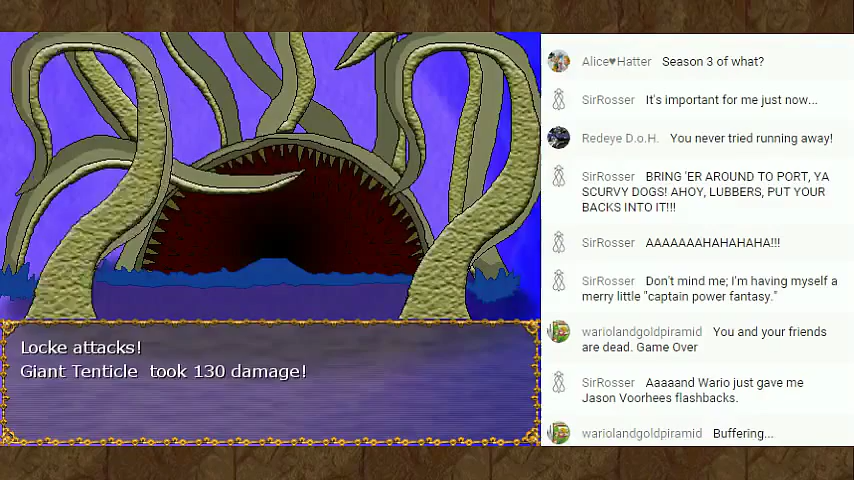 Locke attacks!
Giant Tenticle  took 130 damage!
Alice♥Hatter Season 3 of what?
SirRosser It's important for me just now...
Redeye D.o.H. You never tried running away!
SirRosser BRING 'ER AROUND TO PORT, YA
SCURVY DOGS! AHOY, LUBBERS, PUT YOUR
BACKS INTO IT!!!
SirRosser AAAAAAAHAHAHAHA!!!
SirRosser Don't mind me; I'm having myself a
merry little "captain power fantasy."
wariolandgoldpiramid You and your friends
are dead. Game Over
SirRosser Aaaaand Wario just gave me
Jason Voorhees flashbacks.
wariolandgoldpiramid Buffering...